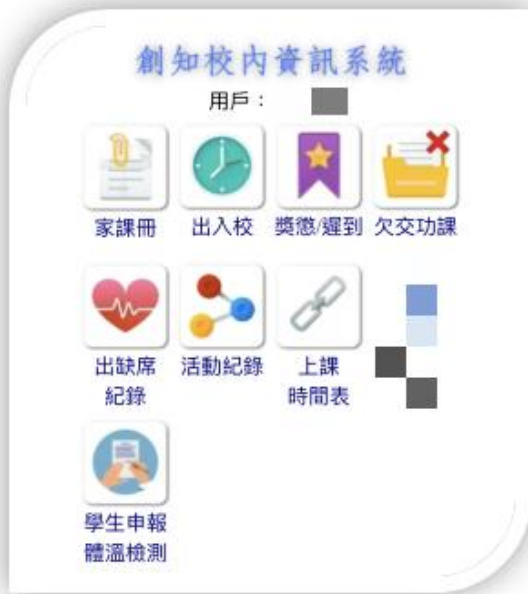 創知校內資訊系統
用戶：
家課冊
出入校
獎懲/遲到
欠交功課
出缺席
紀錄
活動紀錄
上課
時間表
學生申報
體溫檢測